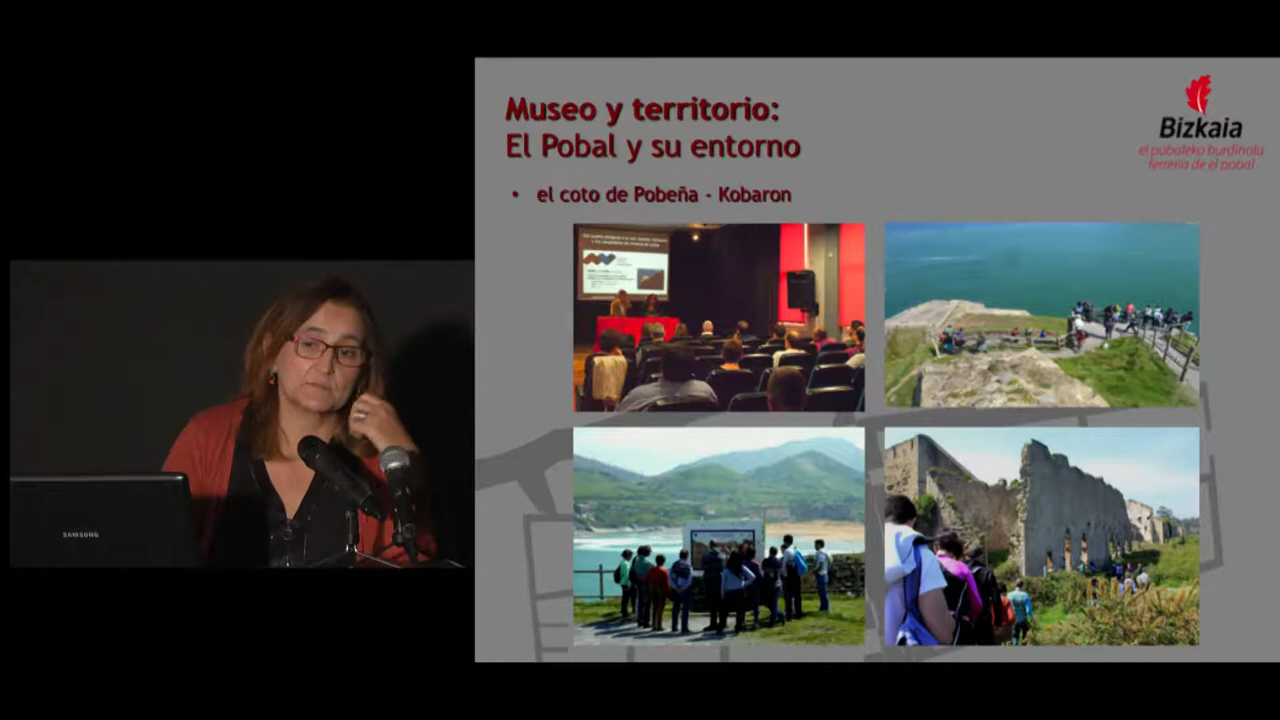 Museo y territorio:
El Pobal y su entorno
• el coto de Pobeña - Kobaron
Bizkaia
el pobaleko burdinola
ferrería de el pobal
SAMSUNG